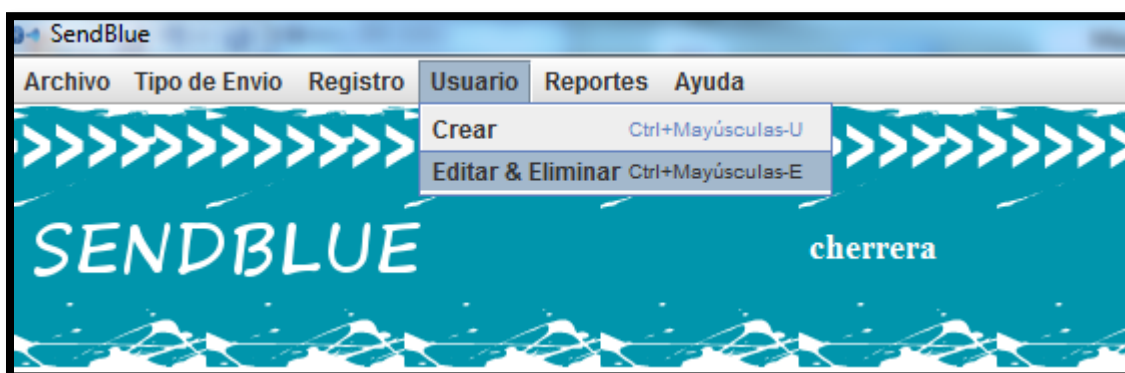 SendBlue
Archivo Tipo de Envio Registro Usuario Reportes Ayuda
Crear Ctrl+Mayúsculas-U
Editar & Eliminar Ctrl+Mayúsculas-E
SENDBLUE
cherrera